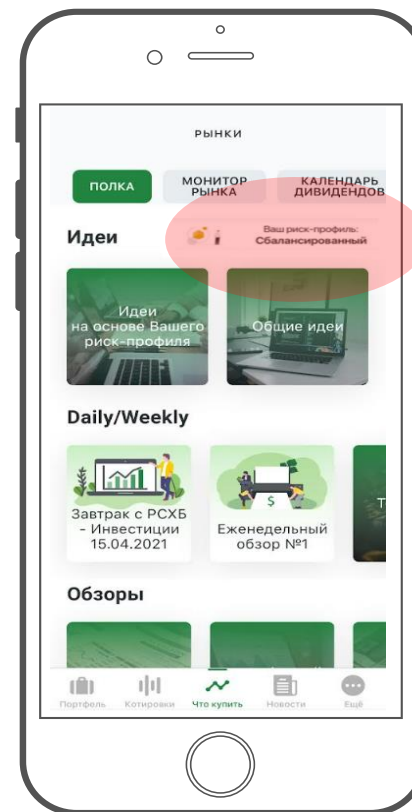 РЫНКИ
ПОЛКА
МОНИТОР
РЫНКА
КАЛЕНДАРЬ
ДИВИДЕНДОВ
Идеи
Ваш риск-профиль:
Сбалансированный
Идеи
на основе Вашего
риск-профиля
Общие идеи
Daily/Weekly
Завтрак с РСХБ
- Инвестиции
15.04.2021
Еженедельный
обзор №1
Т
Обзоры
Портфель
Котировки
Что купить
Новости
Ещё